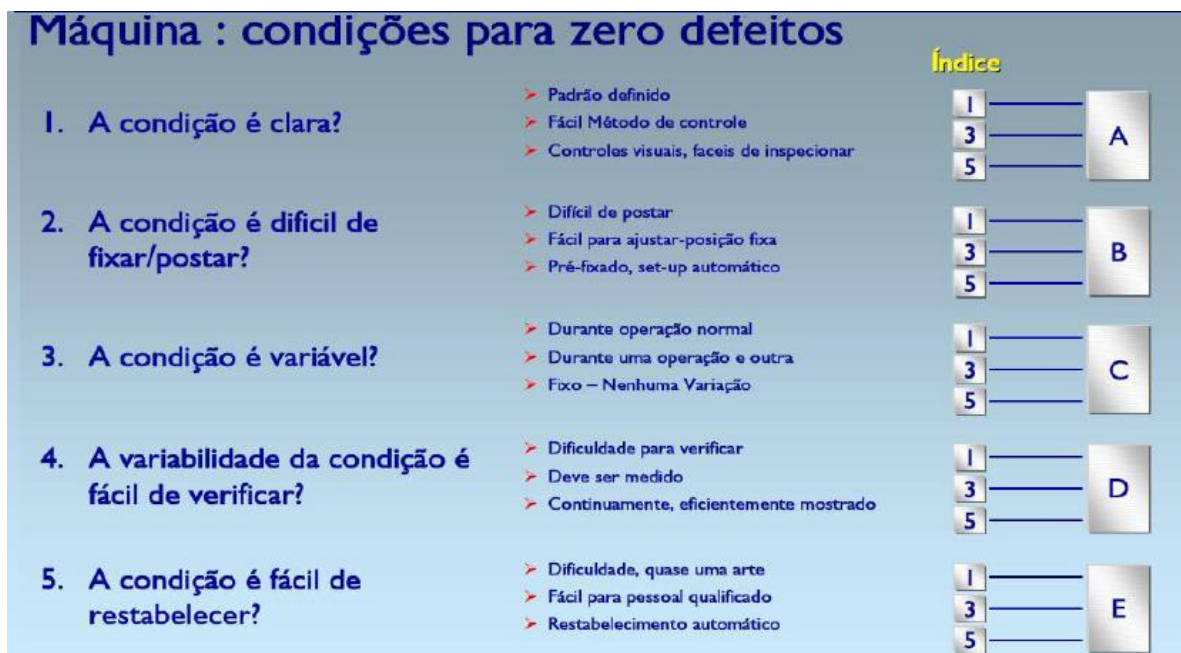 Máquina : condições para zero defeitos
Índice
1. A condição é clara?
➢ Padrão definido
➢ Fácil Método de controle
➢ Controles visuais, faceis de inspecionar
1
3
5
A
2. A condição é dificil de
fixar/postar?
➢ Difícil de postar
➢ Fácil para ajustar-posição fixa
➢ Pré-fixado, set-up automático
1
3
5
B
3. A condição é variável?
➢ Durante operação normal
➢ Durante uma operação e outra
➢ Fixo – Nenhuma Variação
1
3
5
C
4. A variabilidade da condição é
fácil de verificar?
➢ Dificuldade para verificar
➢ Deve ser medido
➢ Continuamente, eficientemente mostrado
1
3
5
D
5. A condição é fácil de
restabelecer?
➢ Dificuldade, quase uma arte
➢ Fácil para pessoal qualificado
➢ Restabelecimento automático
1
3
5
E